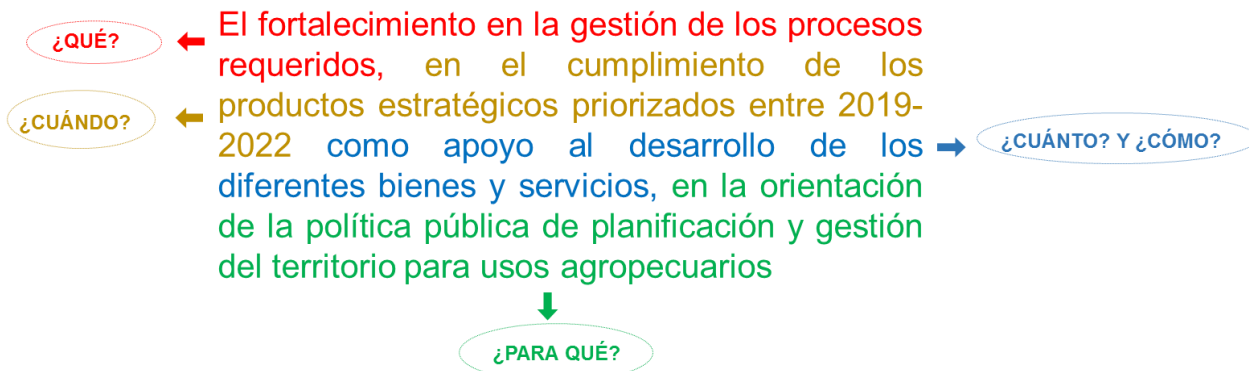 ¿QUÉ?
El fortalecimiento en la gestión de los procesos
requeridos, en el cumplimiento de los
¿CUÁNDO?
productos estratégicos priorizados entre 2019-
2022 como apoyo al desarrollo de los
¿CUÁNTO? Y ¿CÓMO?
diferentes bienes y servicios, en la orientación
de la política pública de planificación y gestión
del territorio para usos agropecuarios
¿PARA QUÉ?